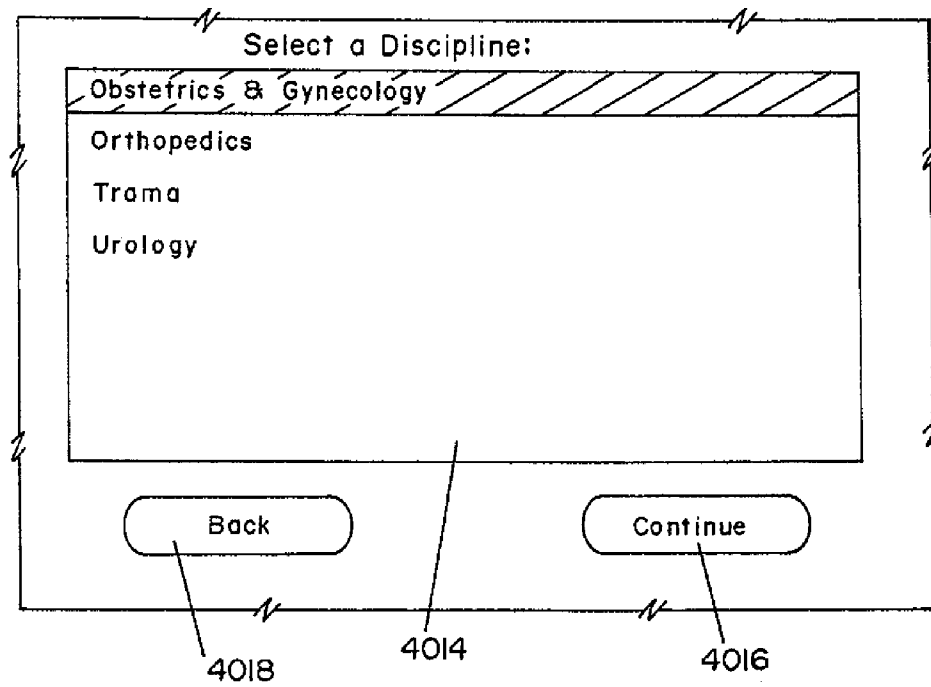 Select a Discipline:
Obstetrics & Gynecology
Orthopedics
Trama
Urology
Back
Continue
4018
4014
4016